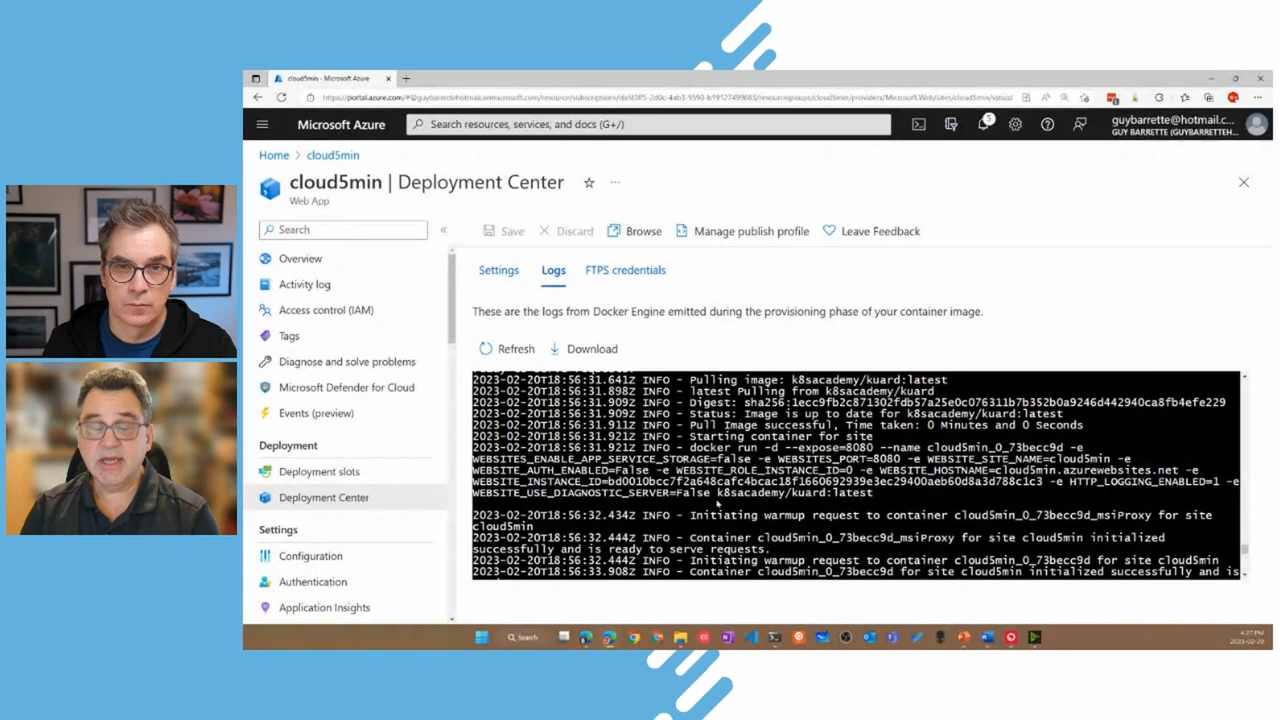 cloud5min - Microsoft Azure
Microsoft Azure
Search resources, services, and docs (G+/)
5
guybarrette@hotmail.c...
GUY BARRETTE (GUYBARRETTEH...
Home > cloud5min
cloud5min | Deployment Center
Web App
Search
Save
Discard
Browse
Manage publish profile
Leave Feedback
Overview
Activity log
Access control (IAM)
Tags
Diagnose and solve problems
Microsoft Defender for Cloud
Events (preview)
Deployment
Deployment slots
Deployment Center
Settings
Configuration
Authentication
Application Insights
Settings
Logs
FTPS credentials
These are the logs from Docker Engine emitted during the provisioning phase of your container image.
Refresh
Download
2023-02-20T18:56:31.641Z INFO - Pulling image: k8sacademy/kuard:latest
2023-02-20T18:56:31.898Z INFO - latest Pulling from k8sacademy/kuard
2023-02-20T18:56:31.909Z INFO - Digest: sha256:1ecc9fb2c871302fdb57a25e0c076311b7b352b0a9246d442940ca8fb4efe229
2023-02-20T18:56:31.909Z INFO - Status: Image is up to date for k8sacademy/kuard:latest
2023-02-20T18:56:31.911Z INFO - Pull Image successful, Time taken: 0 Minutes and 0 Seconds
2023-02-20T18:56:31.921Z INFO - Starting container for site
2023-02-20T18:56:31.921Z INFO - docker run -d --expose=8080 --name cloud5min_0_73becc9d -e
WEBSITES_ENABLE_APP_SERVICE_STORAGE=false -e WEBSITES_PORT=8080 -e WEBSITE_SITE_NAME=cloud5min -e
WEBSITE_AUTH_ENABLED=False -e WEBSITE_ROLE_INSTANCE_ID=0 -e WEBSITE_HOSTNAME=cloud5min.azurewebsites.net -e
WEBSITE_INSTANCE_ID=bd0010bcc7f2a648cafc4bcac18f1660692939e3ec29400aeb60d8a3d788c1c3 -e HTTP_LOGGING_ENABLED=1 -e
WEBSITE_USE_DIAGNOSTIC_SERVER=False k8sacademy/kuard:latest
2023-02-20T18:56:32.434Z INFO - Initiating warmup request to container cloud5min_0_73becc9d_msiProxy for site
cloud5min
2023-02-20T18:56:32.444Z INFO - Container cloud5min_0_73becc9d_msiProxy for site cloud5min initialized
successfully and is ready to serve requests.
2023-02-20T18:56:32.444Z INFO - Initiating warmup request to container cloud5min_0_73becc9d for site cloud5min
2023-02-20T18:56:33.908Z INFO - Container cloud5min_0_73becc9d for site cloud5min initialized successfully and is
Search
4:27 PM
2023-02-20